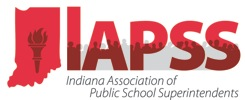 IAPSS
Indiana Association of
Public School Superintendents